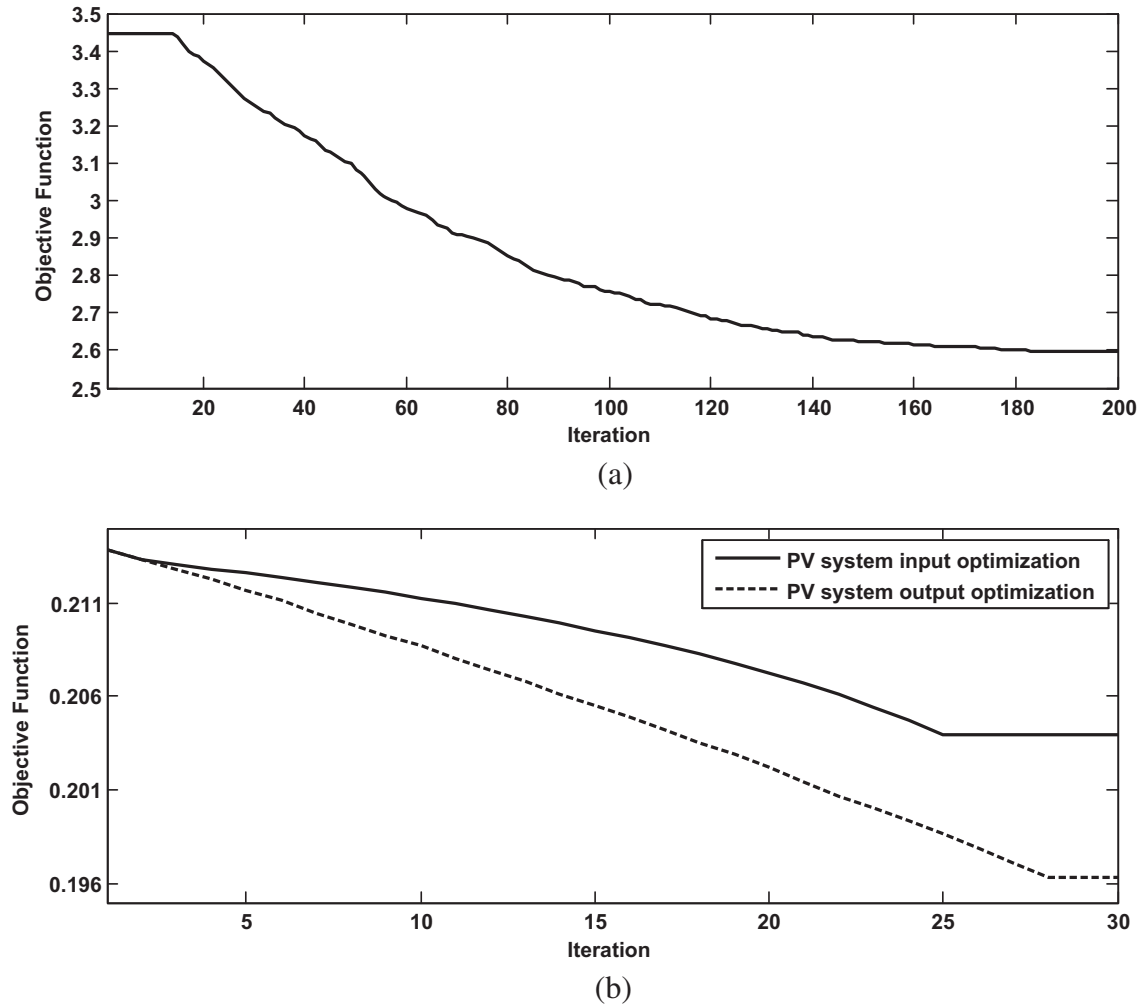 3.5
3.4
3.3
3.2
3.1
3
2.9
2.8
2.7
2.6
2.5
Objective Function
20 40 60 80 100 120 140 160 180 200
Iteration
(a)
PV system input optimization
PV system output optimization
0.211
0.206
0.201
0.196
Objective Function
5 10 15 20 25 30
Iteration
(b)